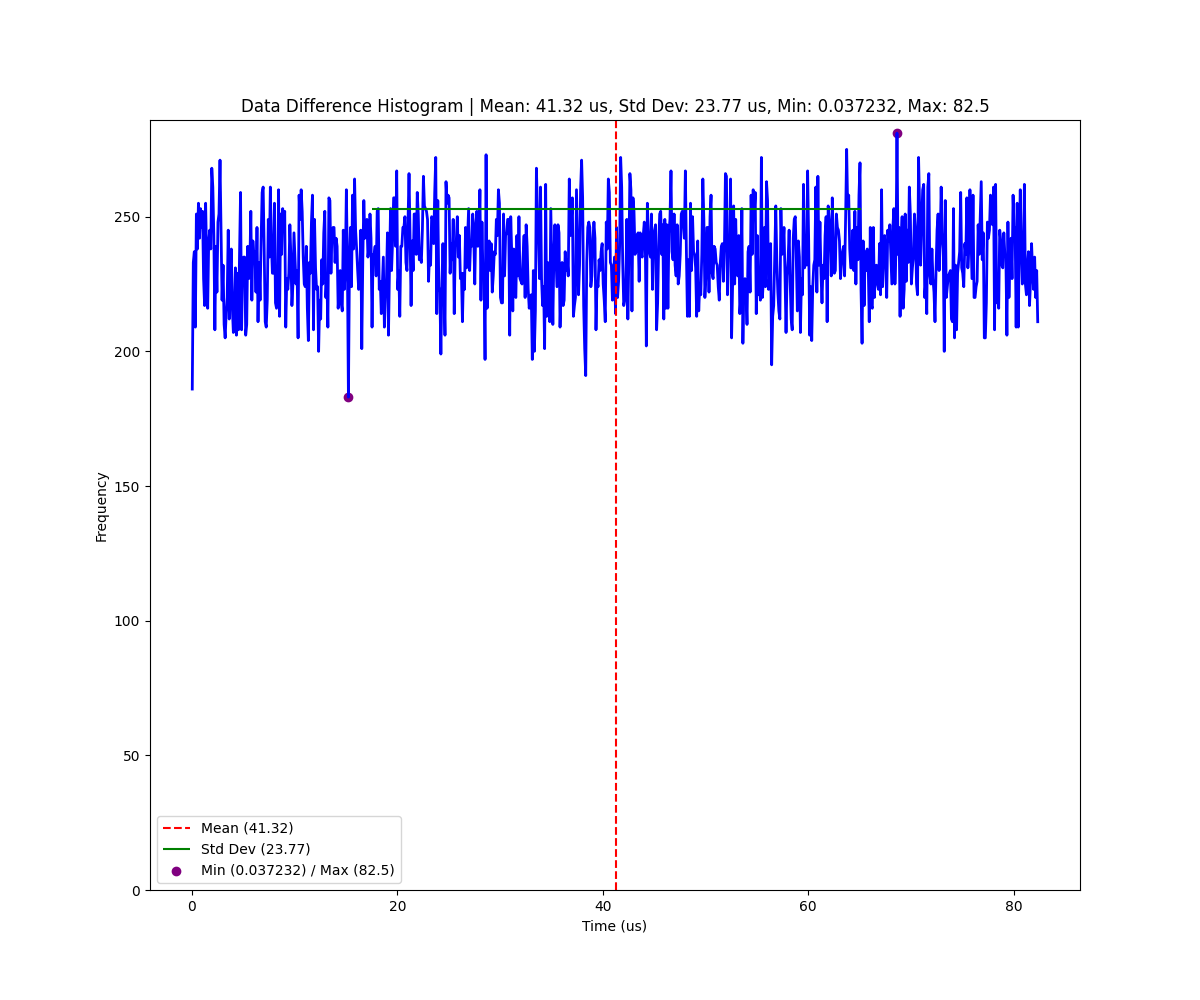 Data Difference Histogram | Mean: 41.32 us, Std Dev: 23.77 us, Min: 0.037232, Max: 82.5
250
200
150
100
50
0
Frequency
0 20 40 60 80
Time (us)
Mean (41.32)
Std Dev (23.77)
Min (0.037232) / Max (82.5)